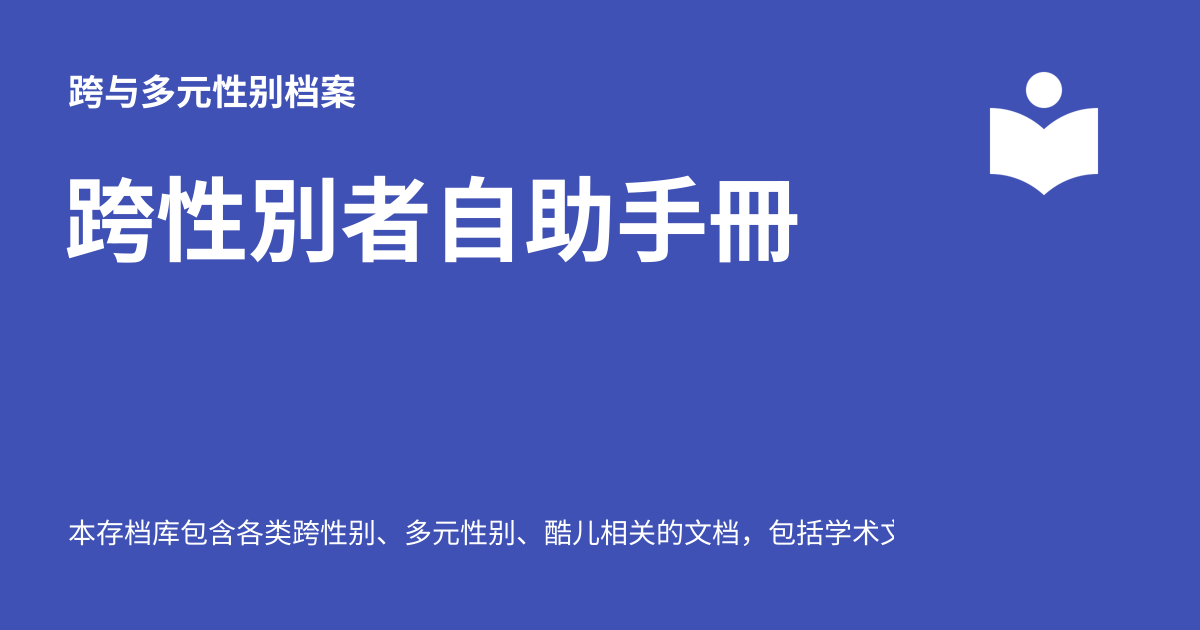 跨与多元性别档案
跨性別者自助手冊
本存档库包含各类跨性别、多元性别、酷儿相关的文档，包括学术文